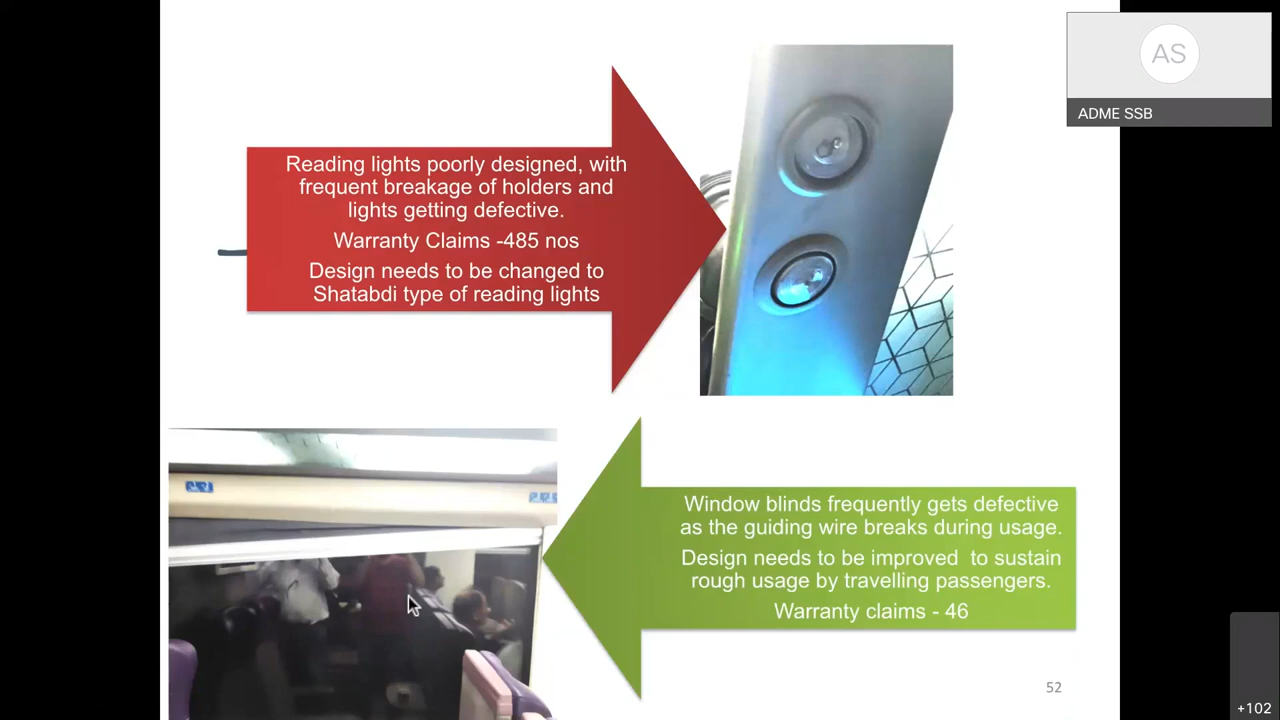 AS
ADME SSB
Reading lights poorly designed, with
frequent breakage of holders and
lights getting defective.
Warranty Claims -485 nos
Design needs to be changed to
Shatabdi type of reading lights
Window blinds frequently gets defective
as the guiding wire breaks during usage.
Design needs to be improved  to sustain
rough usage by travelling passengers.
Warranty claims - 46
52
+102